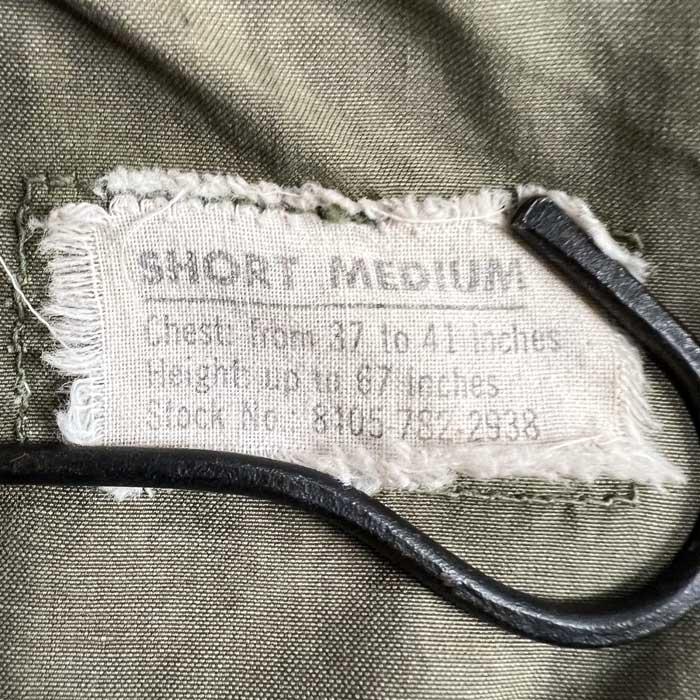 SHORT MEDIUM
Chest: from 37 to 41 inches
Height: up to 67 inches
Stock No.: 8405-782-2938